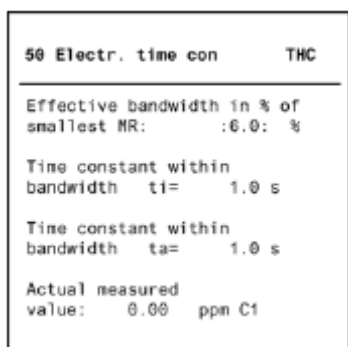 50 Electr. time con THC
Effective bandwidth in % of
smallest MR: :6.0: %
Time constant within
bandwidth ti= 1.0 s
Time constant within
bandwidth ta= 1.0 s
Actual measured
value: 0.00 ppm C1